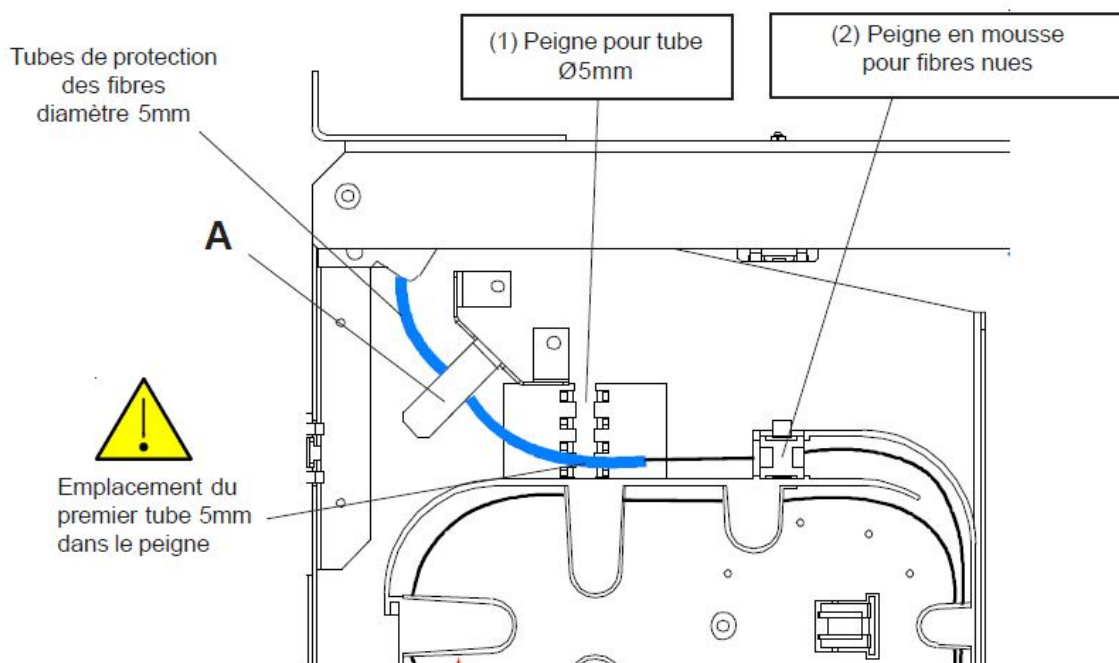 Tubes de protection
des fibres
diamètre 5mm
(1) Peigne pour tube
Ø5mm
(2) Peigne en mousse
pour fibres nues
A
Emplacement du
premier tube 5mm
dans le peigne